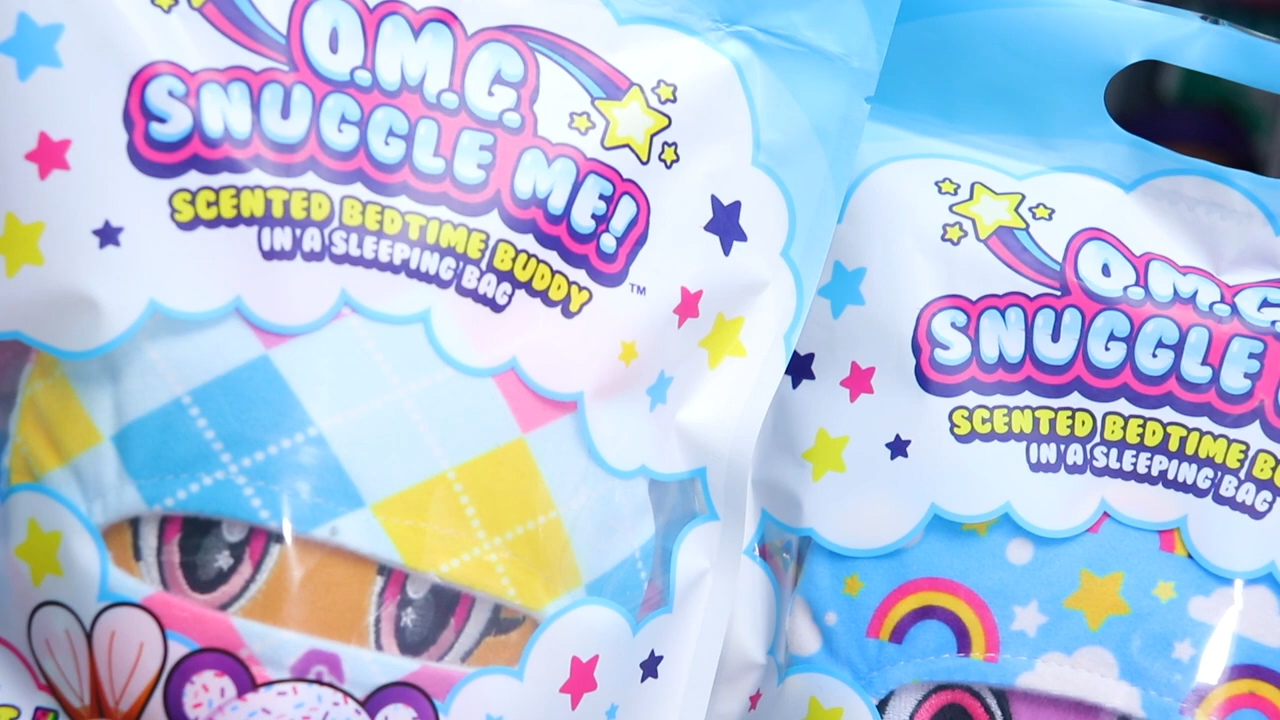 O.M.G.
SNUGGLE ME!
SCENTED BEDTIME BUDDY
IN A SLEEPING BAG
TM
O.M.G
SNUGGLE
SCENTED BEDTIME B
IN A SLEEPING BAG